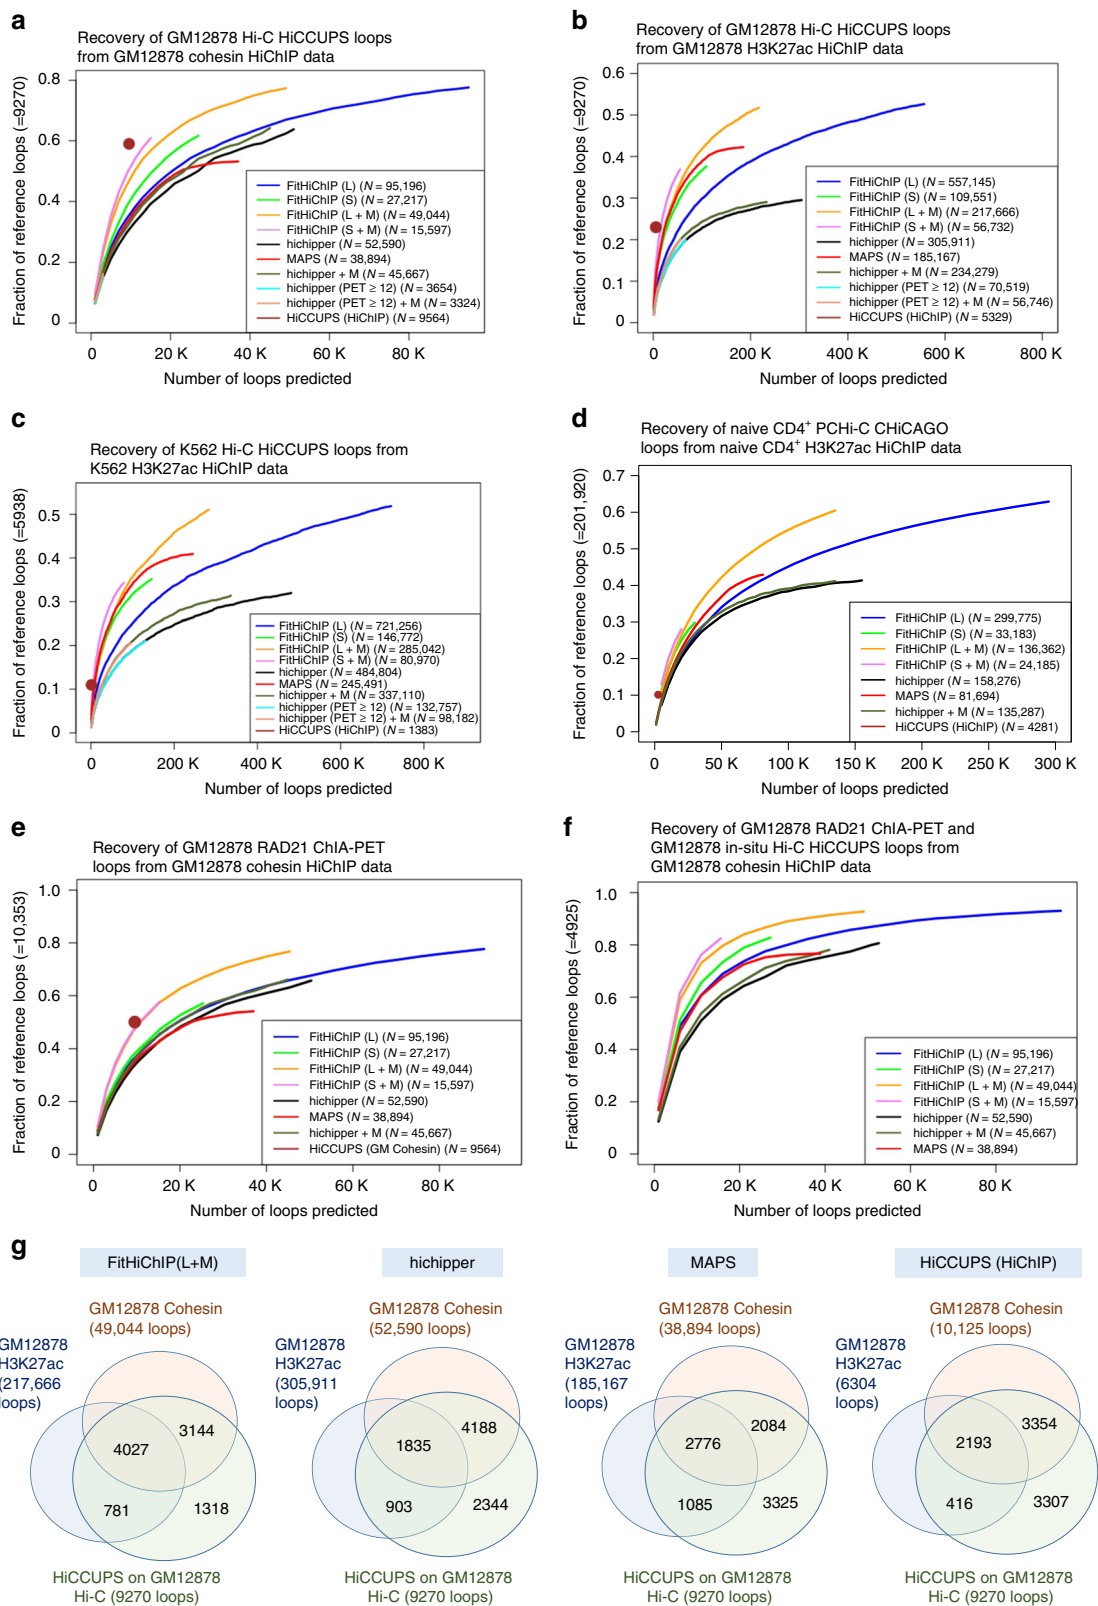 a
Recovery of GM12878 Hi-C HiCCUPS loops
from GM12878 cohesin HiChIP data
Fraction of reference loops (=9270)
0.8
0.6
0.4
0.2
0
FitHiChIP (L) (N = 95,196)
FitHiChIP (S) (N = 27,217)
FitHiChIP (L + M) (N = 49,044)
FitHiChIP (S + M) (N = 15,597)
hichipper (N = 52,590)
MAPS (N = 38,894)
hichipper + M (N = 45,667)
hichipper (PET ≥ 12) (N = 3654)
hichipper (PET ≥ 12) + M (N = 3324)
HiCCUPS (HiChIP) (N = 9564)
0 20 K 40 K 60 K 80 K
Number of loops predicted
b
Recovery of GM12878 Hi-C HiCCUPS loops
from GM12878 H3K27ac HiChIP data
Fraction of reference loops (=9270)
0.6
0.5
0.4
0.3
0.2
0.1
0
FitHiChIP (L) (N = 557,145)
FitHiChIP (S) (N = 109,551)
FitHiChIP (L + M) (N = 217,666)
FitHiChIP (S + M) (N = 56,732)
hichipper (N = 305,911)
MAPS (N = 185,167)
hichipper + M (N = 234,279)
hichipper (PET ≥ 12) (N = 70,519)
hichipper (PET ≥ 12) + M (N = 56,746)
HiCCUPS (HiChIP) (N = 5329)
0 200 K 400 K 600 K 800 K
Number of loops predicted
c
Recovery of K562 Hi-C HiCCUPS loops from
K562 H3K27ac HiChIP data
Fraction of reference loops (=5938)
0.5
0.4
0.3
0.2
0.1
0
FitHiChIP (L) (N = 721,256)
FitHiChIP (S) (N = 146,772)
FitHiChIP (L + M) (N = 285,042)
FitHiChIP (S + M) (N = 80,970)
hichipper (N = 484,804)
MAPS (N = 245,491)
hichipper + M (N = 337,110)
hichipper (PET ≥ 12) (N = 132,757)
hichipper (PET ≥ 12) + M (N = 98,182)
HiCCUPS (HiChIP) (N = 1383)
0 200 K 400 K 600 K 800 K
Number of loops predicted
d
Recovery of naive CD4+ PCHi-C CHiCAGO
loops from naive CD4+ H3K27ac HiChIP data
Fraction of reference loops (=201,920)
0.7
0.6
0.5
0.4
0.3
0.2
0.1
0
FitHiChIP (L) (N = 299,775)
FitHiChIP (S) (N = 33,183)
FitHiChIP (L + M) (N = 136,362)
FitHiChIP (S + M) (N = 24,185)
hichipper (N = 158,276)
MAPS (N = 81,694)
hichipper + M (N = 135,287)
HiCCUPS (HiChIP) (N = 4281)
0 50 K 100 K 150 K 200 K 250 K 300 K
Number of loops predicted
e
Recovery of GM12878 RAD21 ChIA-PET
loops from GM12878 cohesin HiChIP data
Fraction of reference loops (=10,353)
1.0
0.8
0.6
0.4
0.2
0
FitHiChIP (L) (N = 95,196)
FitHiChIP (S) (N = 27,217)
FitHiChIP (L + M) (N = 49,044)
FitHiChIP (S + M) (N = 15,597)
hichipper (N = 52,590)
MAPS (N = 38,894)
hichipper + M (N = 45,667)
HiCCUPS (GM Cohesin) (N = 9564)
0 20 K 40 K 60 K 80 K
Number of loops predicted
f
Recovery of GM12878 RAD21 ChIA-PET and
GM12878 in-situ Hi-C HiCCUPS loops from
GM12878 cohesin HiChIP data
Fraction of reference loops (=4925)
1.0
0.8
0.6
0.4
0.2
0
FitHiChIP (L) (N = 95,196)
FitHiChIP (S) (N = 27,217)
FitHiChIP (L + M) (N = 49,044)
FitHiChIP (S + M) (N = 15,597)
hichipper (N = 52,590)
hichipper + M (N = 45,667)
MAPS (N = 38,894)
0 20 K 40 K 60 K 80 K
Number of loops predicted
g
FitHiChIP(L+M)
GM12878 Cohesin
(49,044 loops)
GM12878
H3K27ac
(217,666
loops)
3144
4027
781
1318
HiCCUPS on GM12878
Hi-C (9270 loops)
hichipper
GM12878 Cohesin
(52,590 loops)
GM12878
H3K27ac
(305,911
loops)
4188
1835
903
2344
HiCCUPS on GM12878
Hi-C (9270 loops)
MAPS
GM12878 Cohesin
(38,894 loops)
GM12878
H3K27ac
(185,167
loops)
2084
2776
1085
3325
HiCCUPS on GM12878
Hi-C (9270 loops)
HiCCUPS (HiChIP)
GM12878 Cohesin
(10,125 loops)
GM12878
H3K27ac
(6304
loops)
3354
2193
416
3307
HiCCUPS on GM12878
Hi-C (9270 loops)